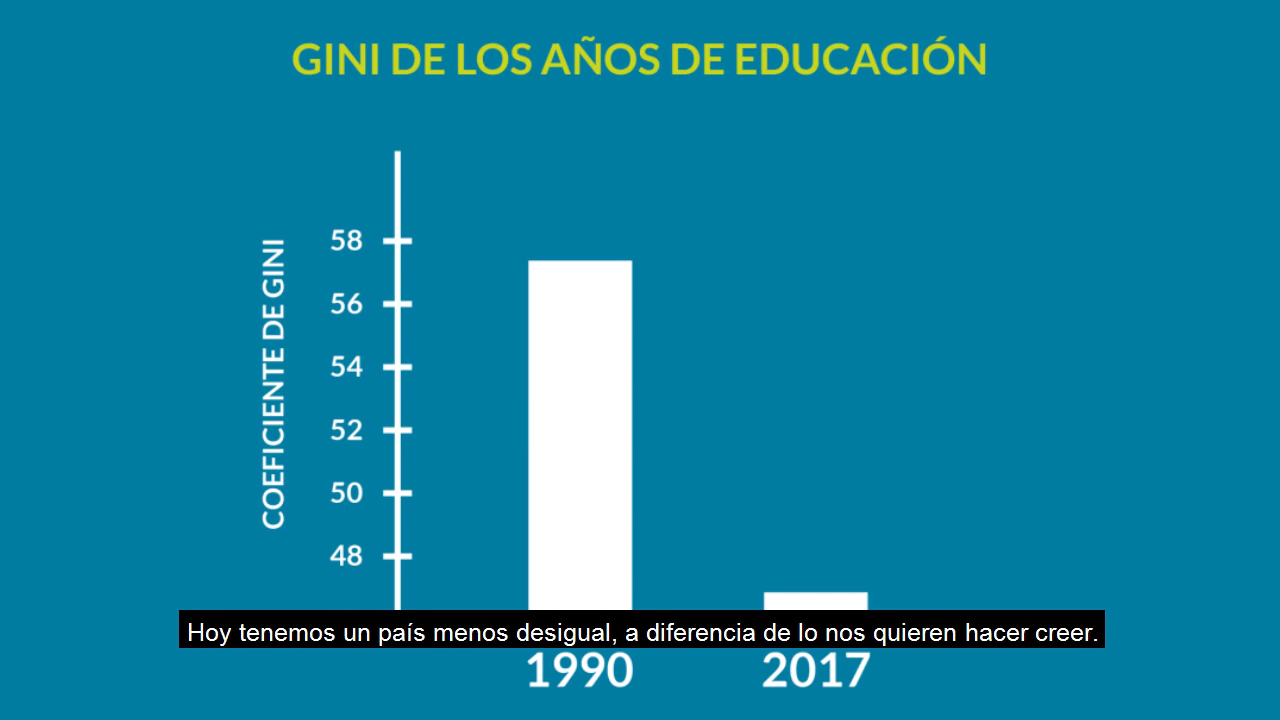 GINI DE LOS AÑOS DE EDUCACIÓN
COEFICIENTE DE GINI
58
56
54
52
50
48
Hoy tenemos un país menos desigual, a diferencia de lo nos quieren hacer creer.
1990 2017